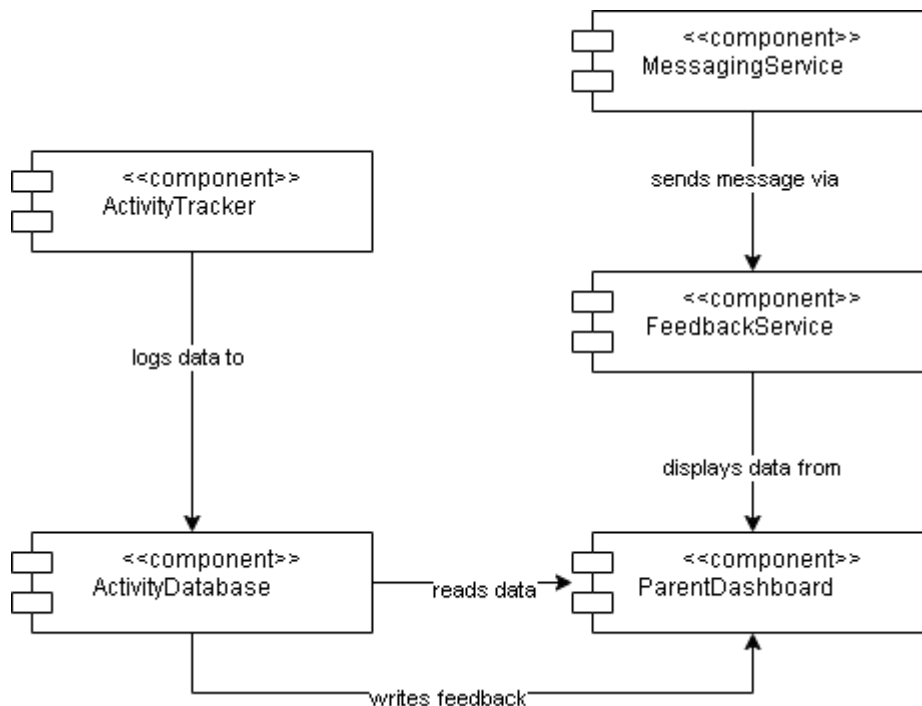 <<component>>
MessagingService
sends message via
<<component>>
ActivityTracker
<<component>>
FeedbackService
logs data to
displays data from
<<component>>
ActivityDatabase
reads data
<<component>>
ParentDashboard
writes feedback